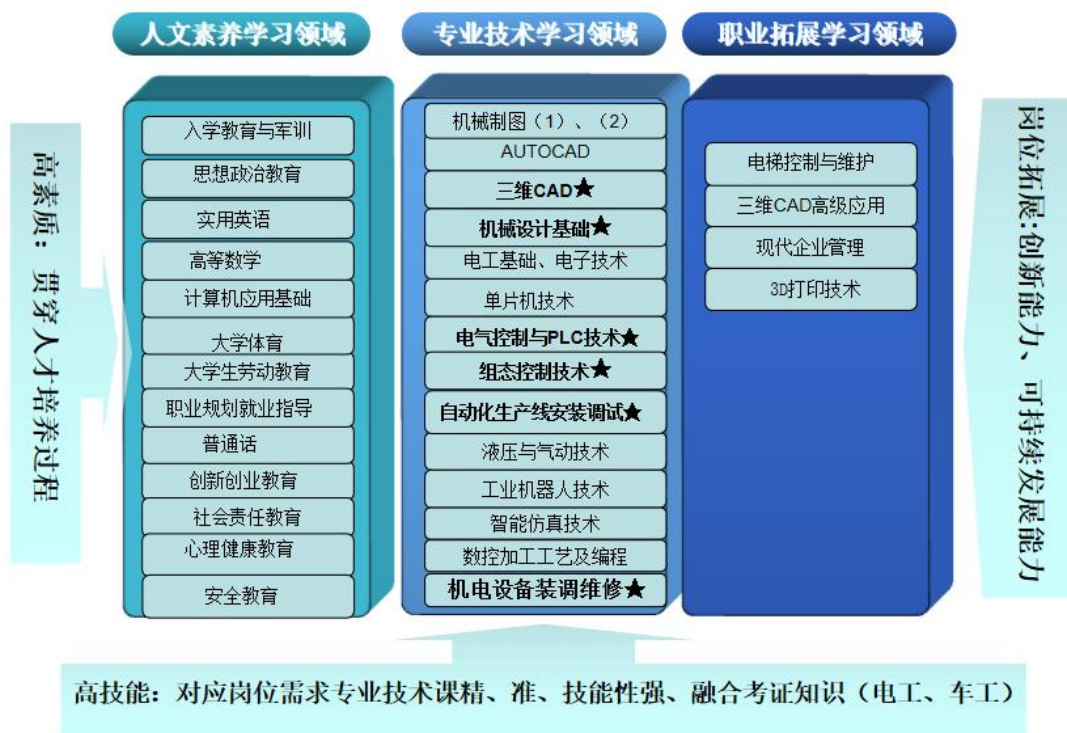 人文素养学习领域
专业技术学习领域
职业拓展学习领域
高素质：贯穿人才培养过程
入学教育与军训
思想政治教育
实用英语
高等数学
计算机应用基础
大学体育
大学生劳动教育
职业规划就业指导
普通话
创新创业教育
社会责任教育
心理健康教育
安全教育
机械制图（1）、（2）
AUTOCAD
三维CAD★
机械设计基础★
电工基础、电子技术
单片机技术
电气控制与PLC技术★
组态控制技术★
自动化生产线安装调试★
液压与气动技术
工业机器人技术
智能仿真技术
数控加工工艺及编程
机电设备装调维修★
电梯控制与维护
三维CAD高级应用
现代企业管理
3D打印技术
岗位拓展:创新能力、可持续发展能力
高技能：对应岗位需求专业技术课精、准、技能性强、融合考证知识（电工、车工）